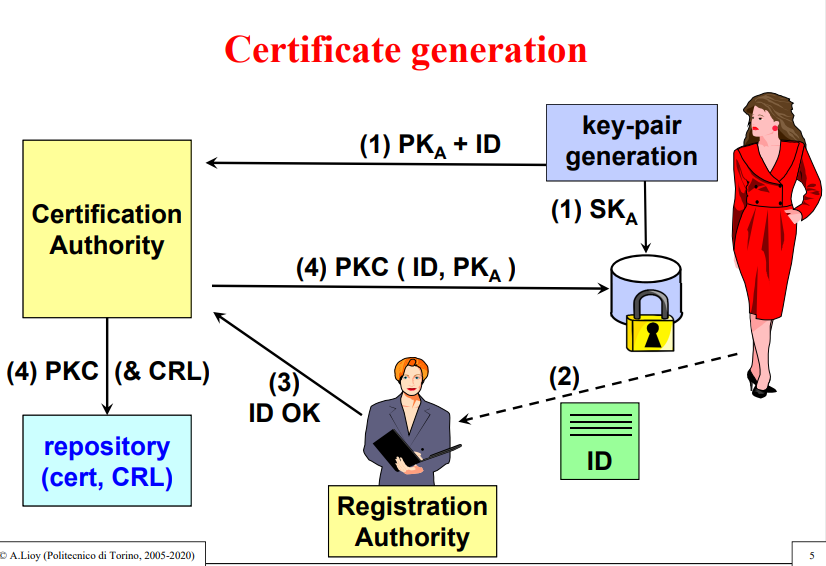 Certificate generation
key-pair
generation
(1) PKA + ID
(1) SKA
Certification
Authority
(4) PKC ( ID, PKA )
(4) PKC (& CRL)
(3)
ID OK
(2)
ID
repository
(cert, CRL)
Registration
Authority
© A.Lioy (Politecnico di Torino, 2005-2020)
5